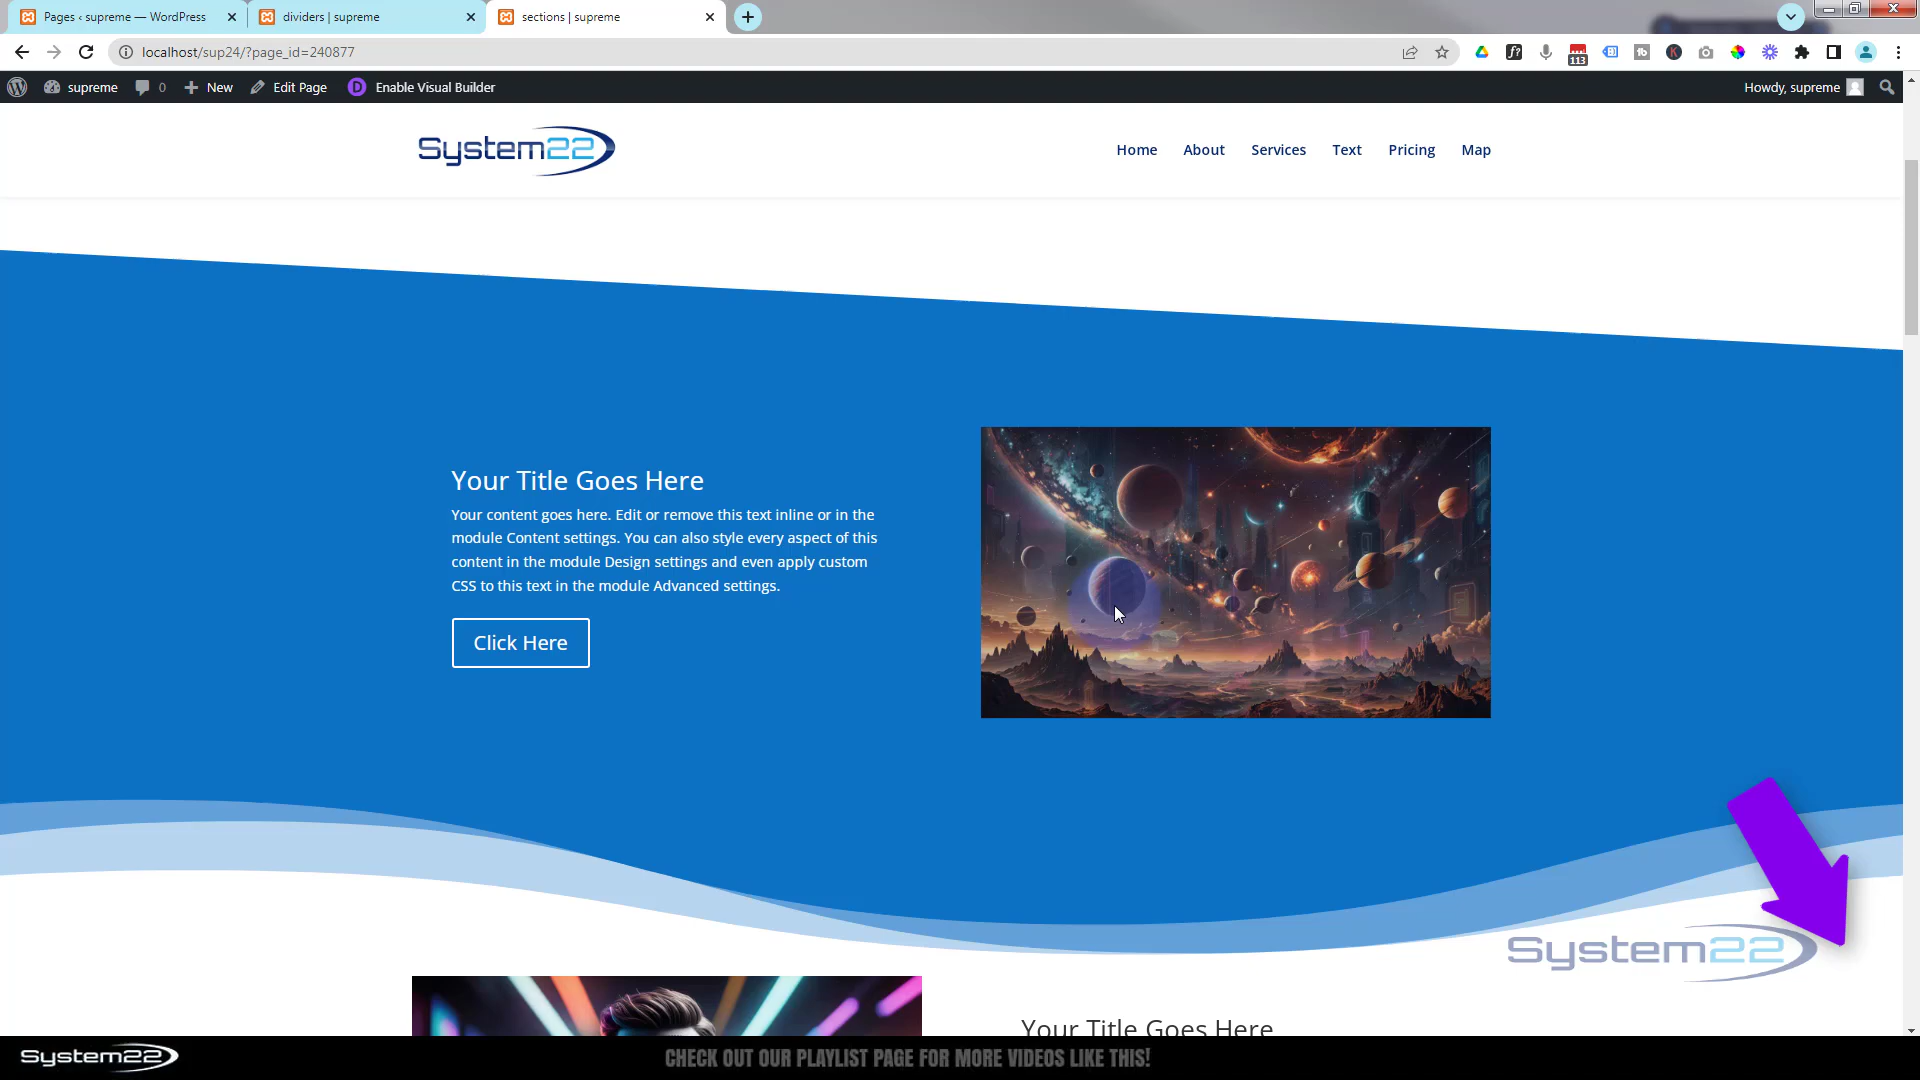 Pages ‹ supreme — WordPress
dividers | supreme
sections | supreme
localhost/sup24/?page_id=240877
113
supreme
0
New
Edit Page
D
Enable Visual Builder
Howdy, supreme
System22
Home
About
Services
Text
Pricing
Map
Your Title Goes Here
Your content goes here. Edit or remove this text inline or in the
module Content settings. You can also style every aspect of this
content in the module Design settings and even apply custom
CSS to this text in the module Advanced settings.
Click Here
System22
Your Title Goes Here
System22
CHECK OUT OUR PLAYLIST PAGE FOR MORE VIDEOS LIKE THIS!